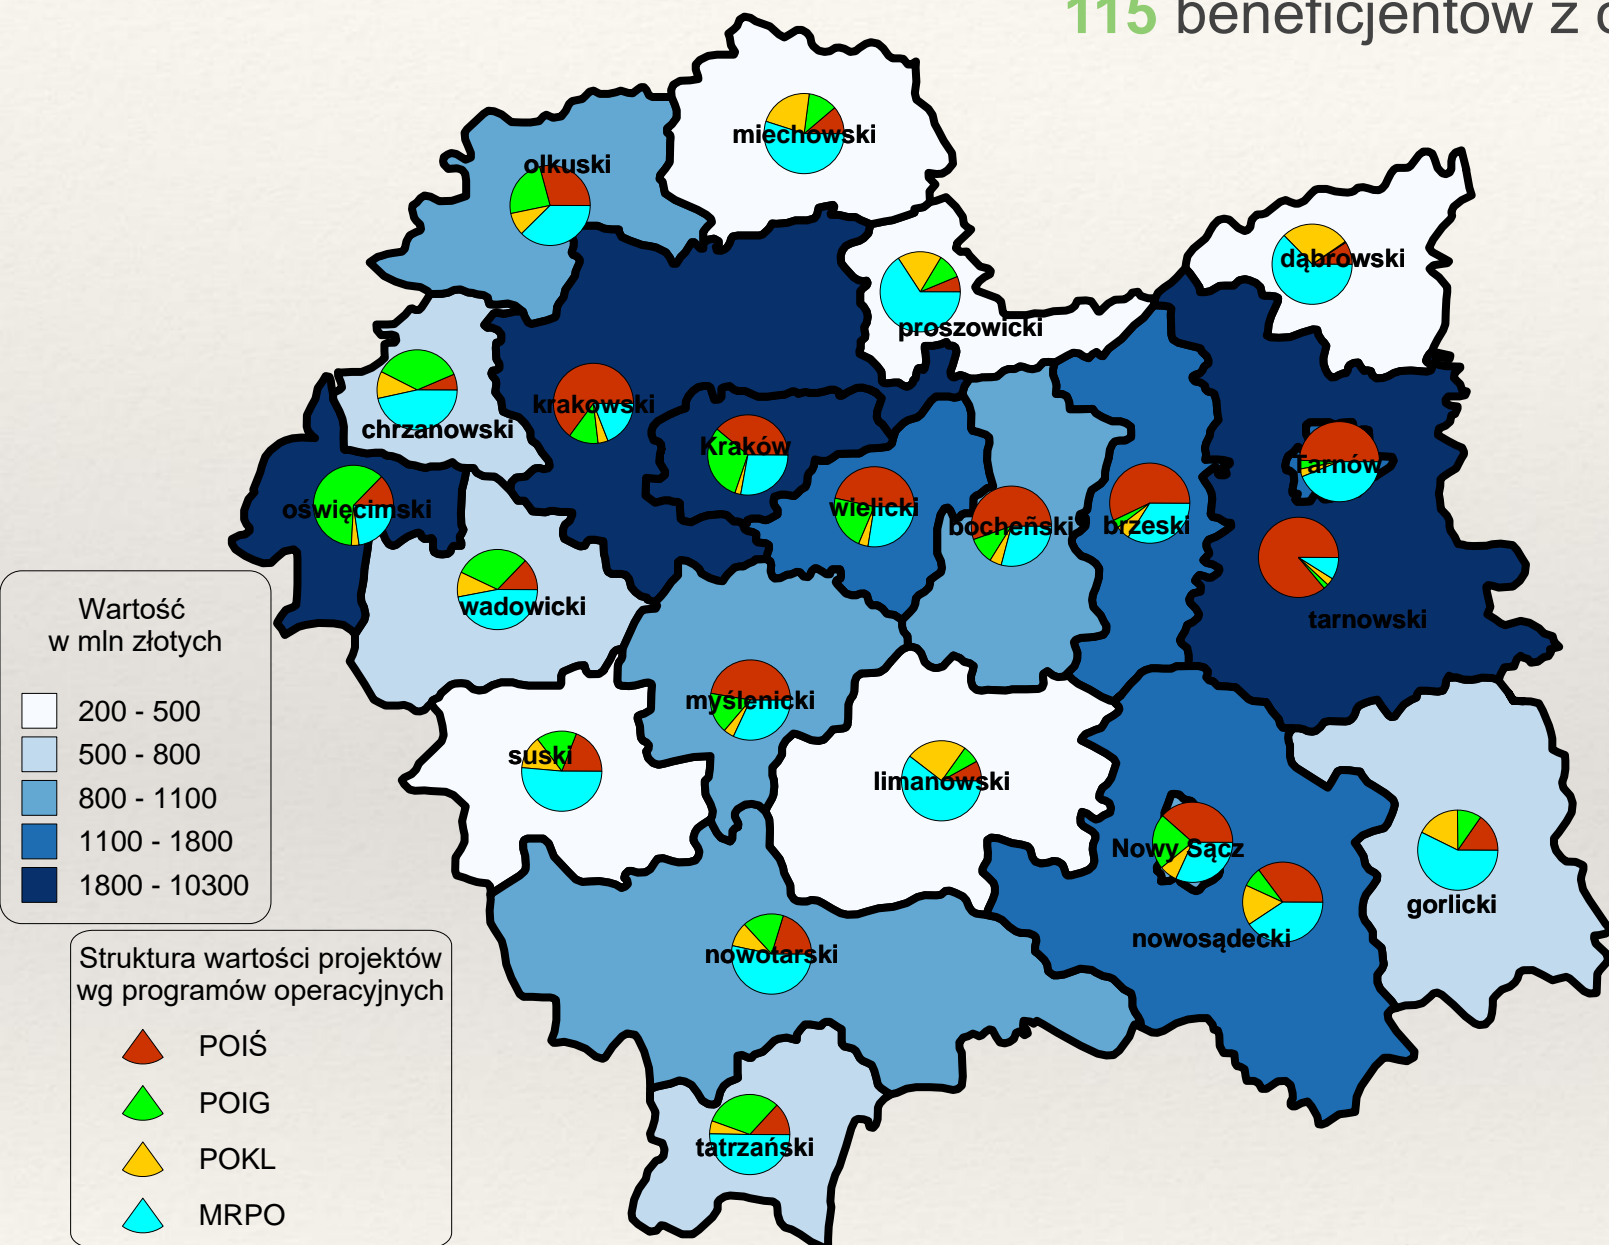 115 beneficjentów z
miechowski
olkuski
dąbrowski
proszowicki
krakowski
chrzanowski
Kraków
Tarnów
oświęcimski
wielicki
bocheński
brzeski
wadowicki
tarnowski
myślenicki
suski
limanowski
Nowy Sącz
gorlicki
nowosądecki
nowotarski
tatrzański
Wartość
w mln złotych
200 - 500
500 - 800
800 - 1100
1100 - 1800
1800 - 10300
Struktura wartości projektów
wg programów operacyjnych
POIŚ
POIG
POKL
MRPO